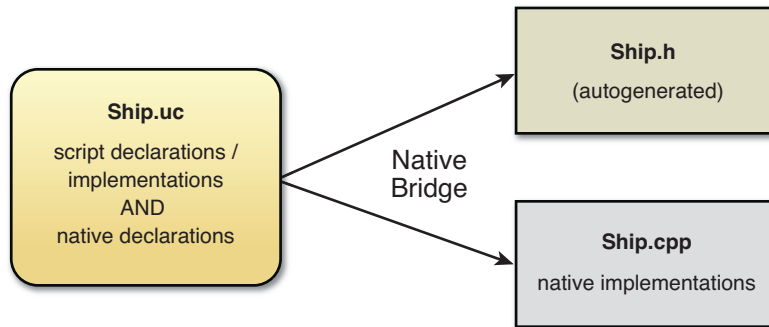 Ship.uc
script declarations /
implementations
AND
native declarations
Native
Bridge
Ship.h
(autogenerated)
Ship.cpp
native implementations